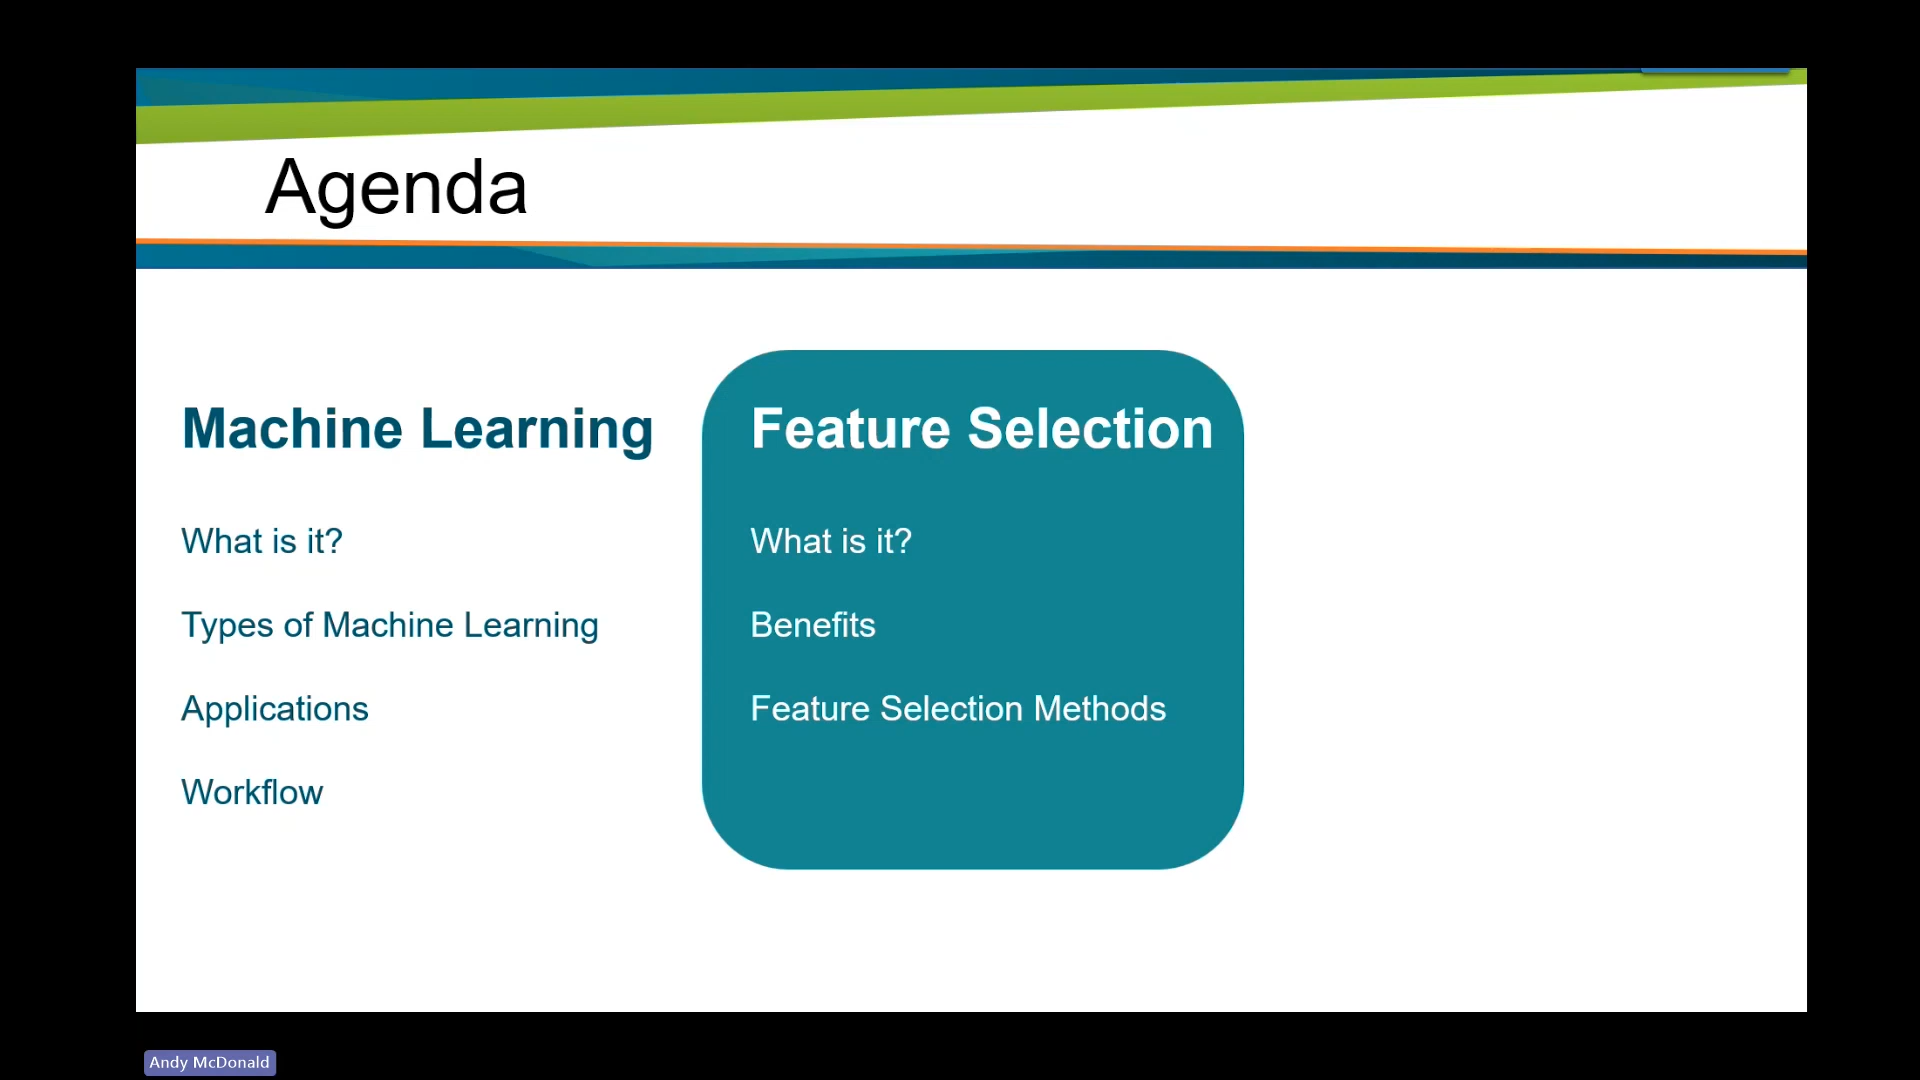 Agenda
Machine Learning
What is it?
Types of Machine Learning
Applications
Workflow
Feature Selection
What is it?
Benefits
Feature Selection Methods
Andy McDonald